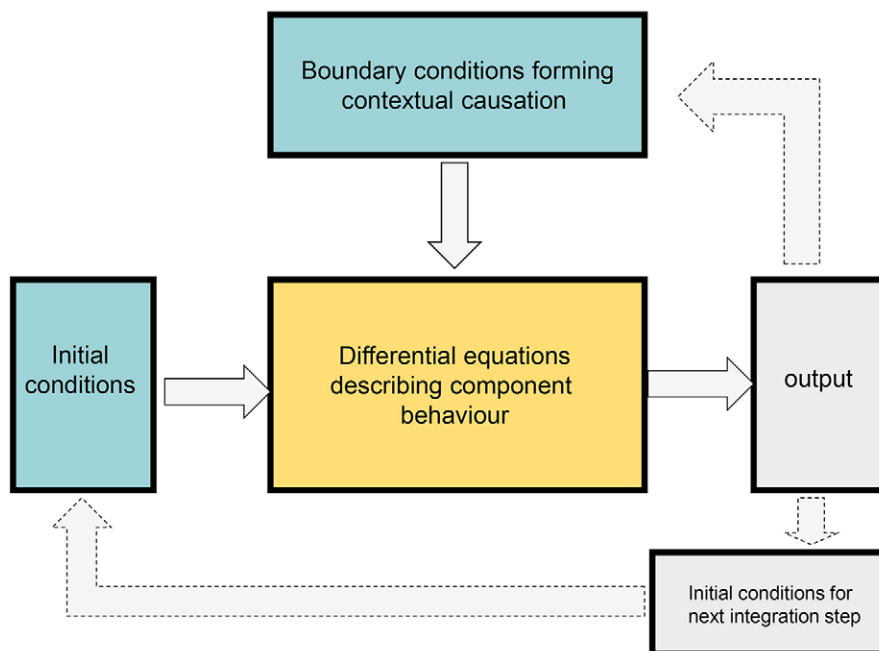 Boundary conditions forming
contextual causation
Initial
conditions
Differential equations
describing component
behaviour
output
Initial conditions for
next integration step